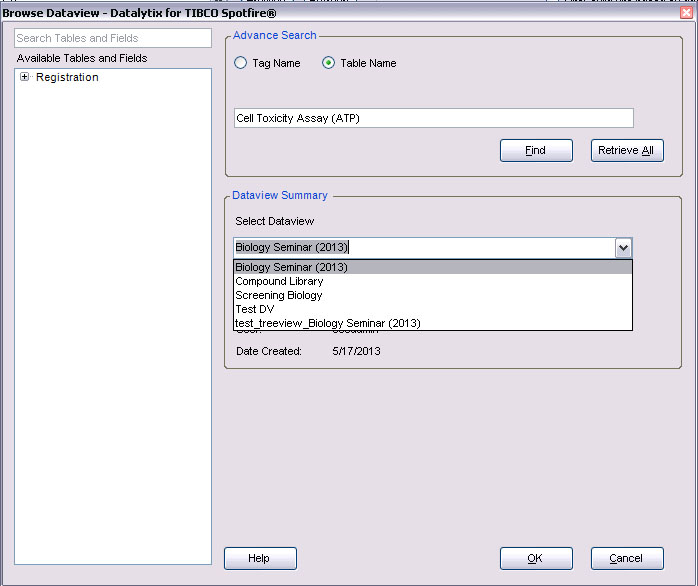 Browse Dataview - Datalytix for TIBCO Spotfire®
Search Tables and Fields
Available Tables and Fields
Registration
Advance Search
Tag Name
Table Name
Cell Toxicity Assay (ATP)
Find
Retrieve All
Dataview Summary
Select Dataview
Biology Seminar (2013)
Biology Seminar (2013)
Compound Library
Screening Biology
Test DV
test_treeview_Biology Seminar (2013)
Date Created: 5/17/2013
Help
OK
Cancel